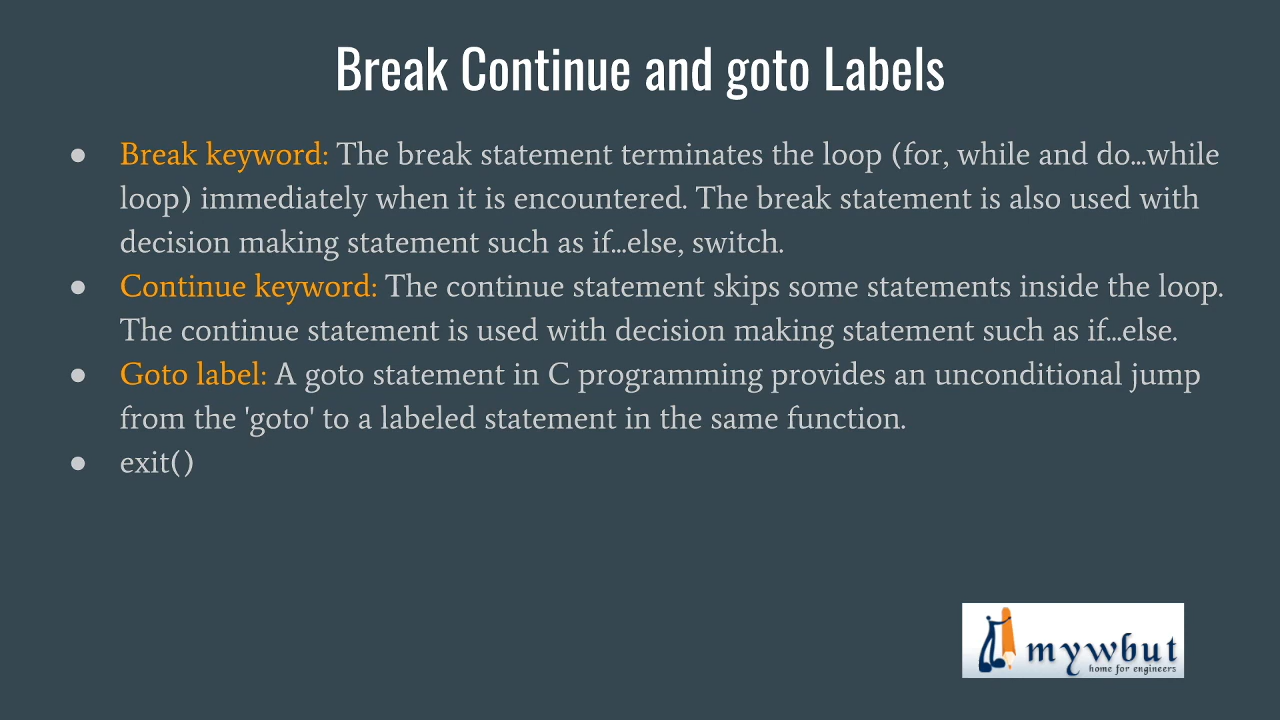 Break Continue and goto Labels
● Break keyword: The break statement terminates the loop (for, while and do...while
loop) immediately when it is encountered. The break statement is also used with
decision making statement such as if...else, switch.
● Continue keyword: The continue statement skips some statements inside the loop.
The continue statement is used with decision making statement such as if...else.
● Goto label: A goto statement in C programming provides an unconditional jump
from the 'goto' to a labeled statement in the same function.
● exit()
mywbut
home for engineers